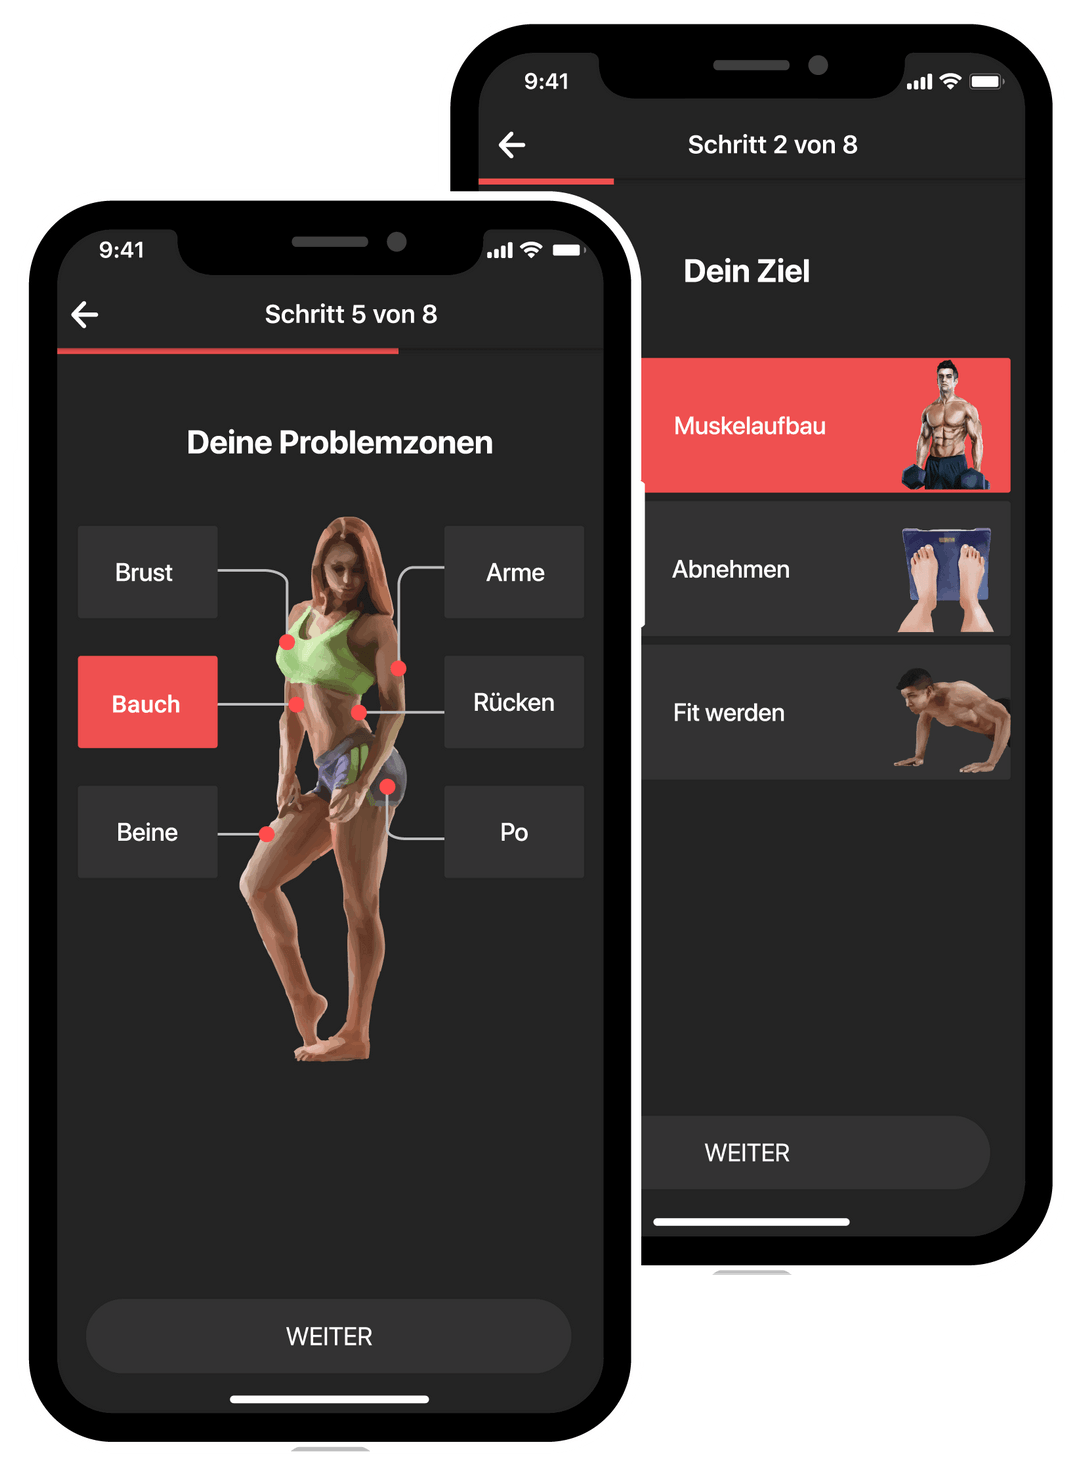 9:41
Schritt 2 von 8
Dein Ziel
Muskelaufbau
Abnehmen
Fit werden
WEITER
9:41
Schritt 5 von 8
Deine Problemzonen
Brust
Arme
Bauch
Rücken
Beine
Po
WEITER